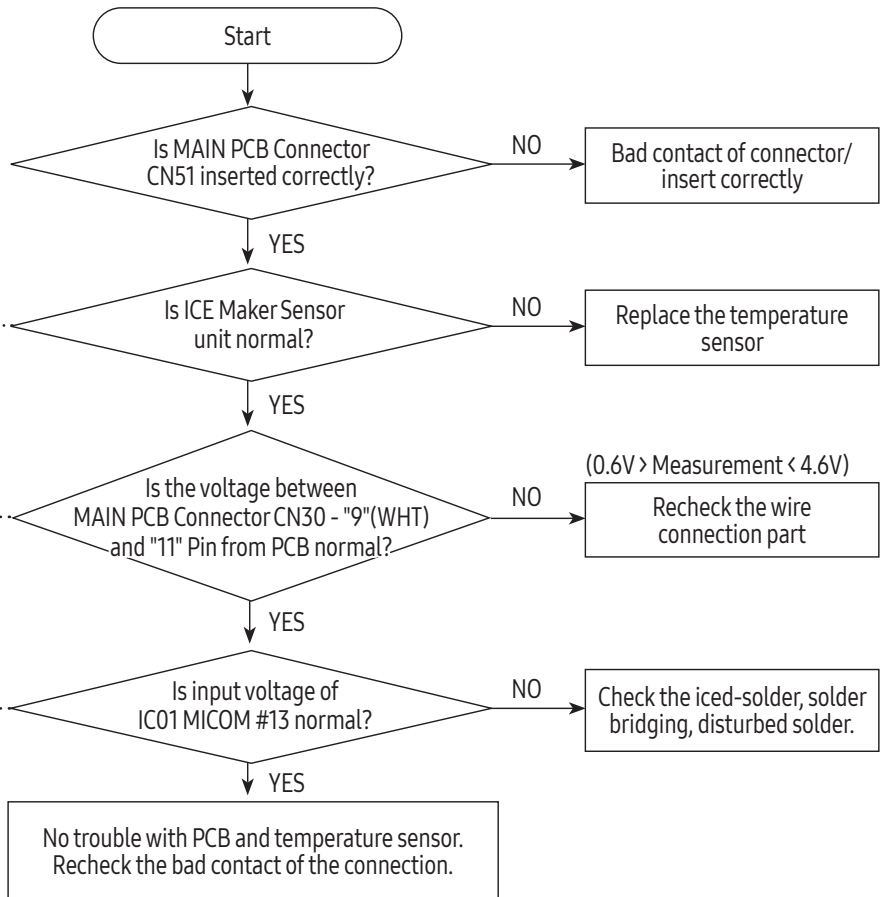 Start
Is MAIN PCB Connector
CN51 inserted correctly?
NO
Bad contact of connector/
insert correctly
YES
Is ICE Maker Sensor
unit normal?
NO
Replace the temperature
sensor
YES
Is the voltage between
MAIN PCB Connector CN30 - "9"(WHT)
and "11" Pin from PCB normal?
NO
(0.6V > Measurement < 4.6V)
Recheck the wire
connection part
YES
Is input voltage of
IC01 MICOM #13 normal?
NO
Check the iced-solder, solder
bridging, disturbed solder.
YES
No trouble with PCB and temperature sensor.
Recheck the bad contact of the connection.